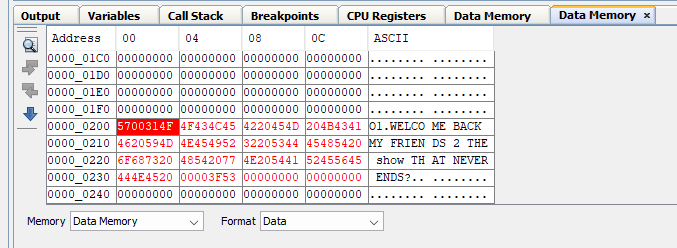 Output Variables Call Stack Breakpoints CPU Registers Data Memory Data Memory ×
Address 00 04 08 0C ASCII
0000_01C0 00000000 00000000 00000000 00000000 ........ ........
0000_01D0 00000000 00000000 00000000 00000000 ........ ........
0000_01E0 00000000 00000000 00000000 00000000 ........ ........
0000_01F0 00000000 00000000 00000000 00000000 ........ ........
0000_0200 5700314F 4F434C45 4220454D 204B4341 O1.WELCO ME BACK
0000_0210 4620594D 4E454952 32205344 45485420 MY FRIEN DS 2 THE
0000_0220 6F687320 48542077 4E205441 52455645 show TH AT NEVER
0000_0230 444E4520 00003F53 00000000 00000000 ENDS?.. ........
0000_0240 00000000 00000000 00000000 00000000 ........ ........
Memory Data Memory Format Data